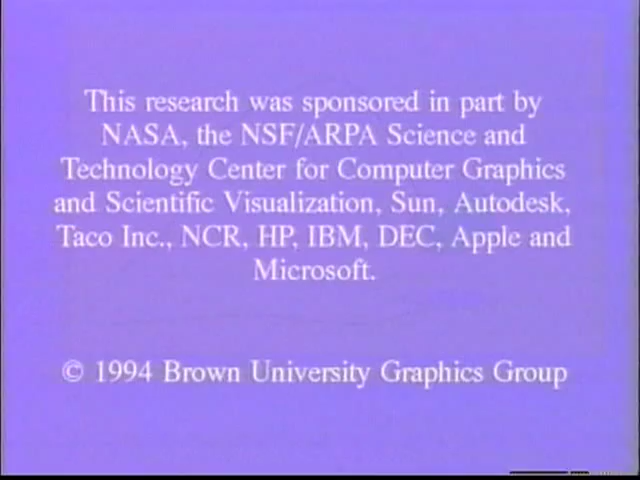 This research was sponsored in part by
NASA, the NSF/ARPA Science and
Technology Center for Computer Graphics
and Scientific Visualization, Sun, Autodesk,
Taco Inc., NCR, HP, IBM, DEC, Apple and
Microsoft.
© 1994 Brown University Graphics Group